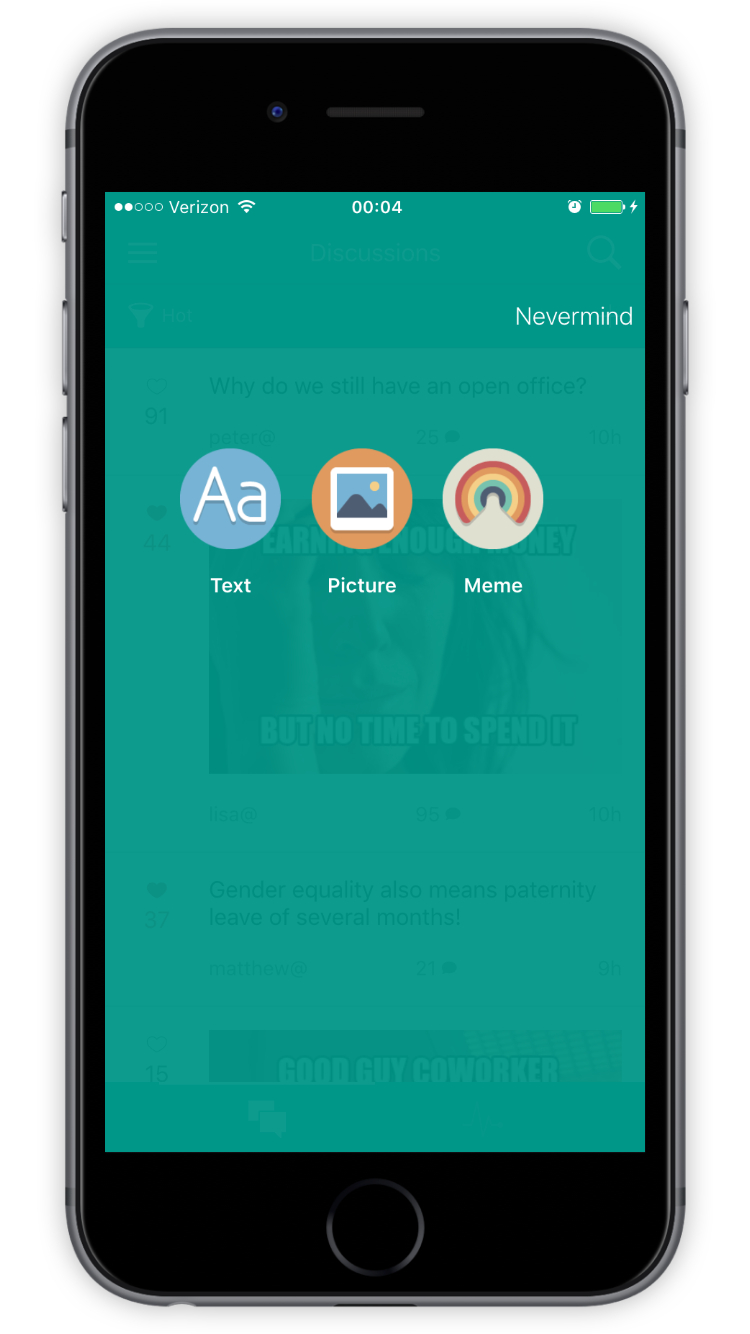 Verizon 00:04
Discussions
Hot
Nevermind
Why do we still have an open office?
91
peter@ 25 10h
44
EARNING ENOUGH MONEY
Aa
Text Picture Meme
BUT NO TIME TO SPEND IT
lisa@ 95 10h
Gender equality also means paternity
37
leave of several months!
matthew@ 21 9h
15
GOOD GUY COWORKER